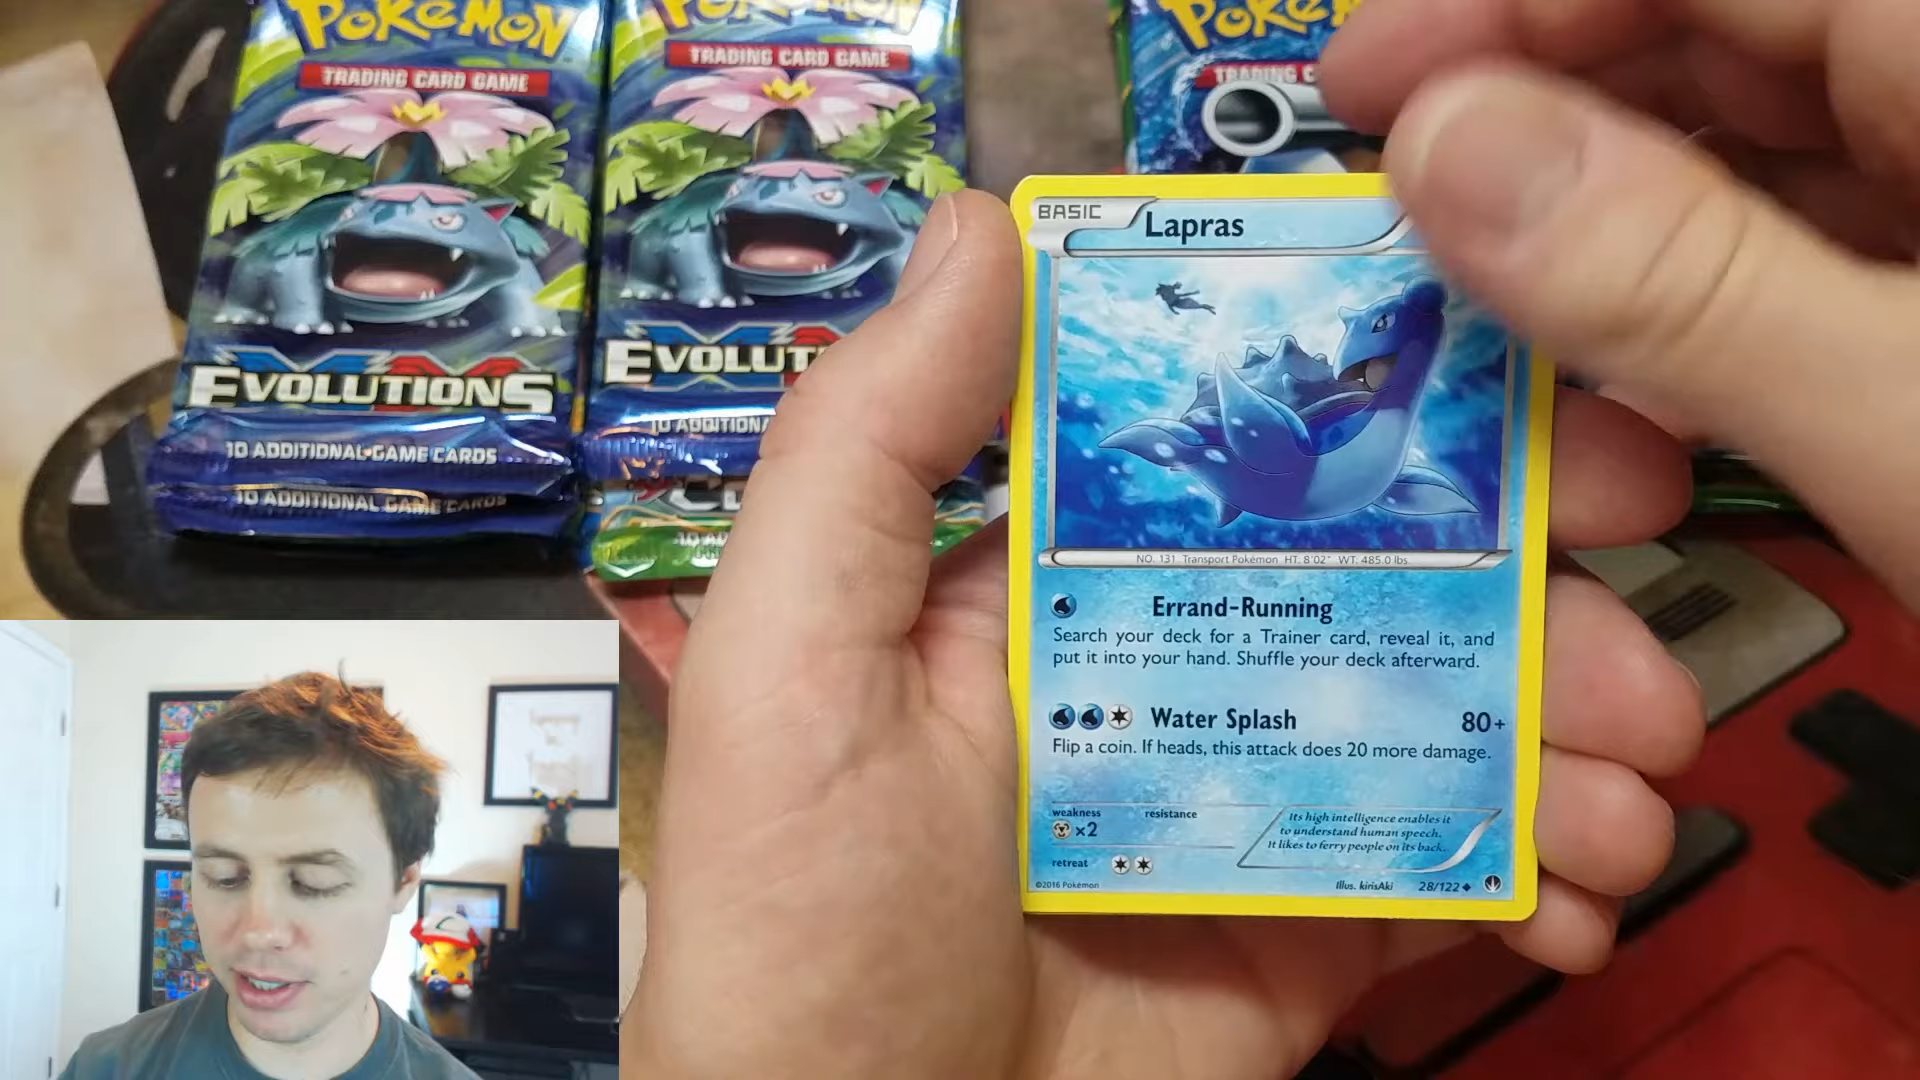 POKéMON
TRADING CARD GAME
EVOLUTIONS
10 ADDITIONAL GAME CARDS
10 ADDITIONAL GAME CARDS
POKéMON
TRADING CARD GAME
EVOLUT
10 ADDITIONA
POKéM
TRADING C
BASIC
Lapras
NO. 131 Transport Pokémon HT: 8'02" WT: 485.0 lbs.
Errand-Running
Search your deck for a Trainer card, reveal it, and
put it into your hand. Shuffle your deck afterward.
Water Splash 80+
Flip a coin. If heads, this attack does 20 more damage.
weakness resistance
×2
retreat
Its high intelligence enables it
to understand human speech.
It likes to ferry people on its back.
©2016 Pokémon
Illus. kirisAki 28/122